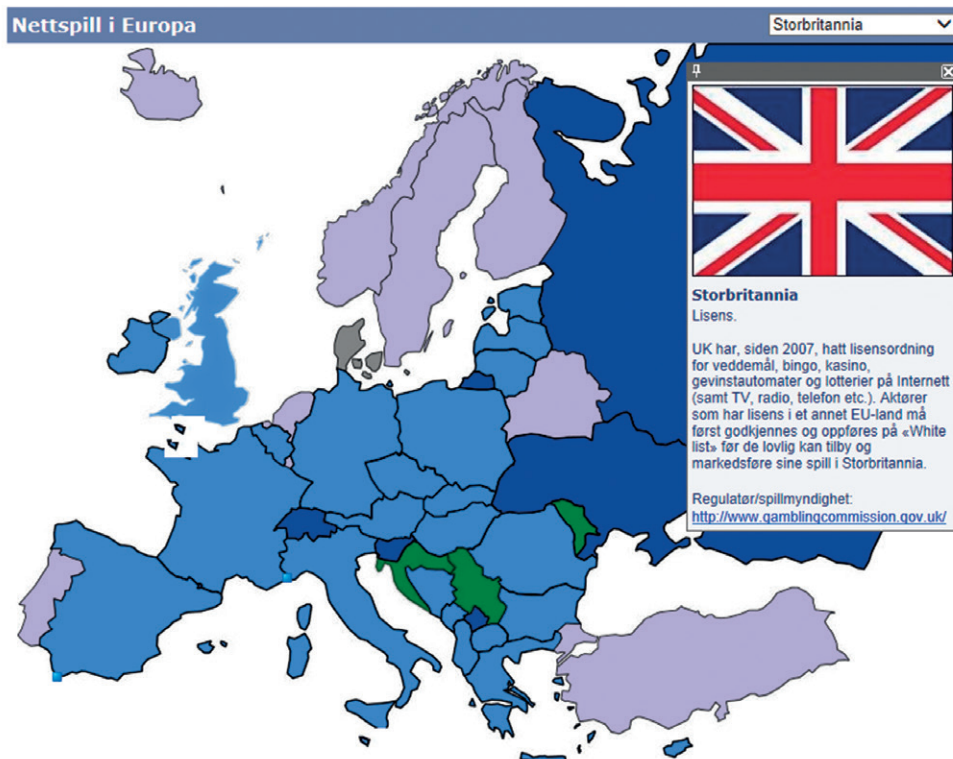 Nettspill i Europa
Storbritannia
Storbritannia
Lisens.
UK har, siden 2007, hatt lisensordning
for veddemål, bingo, kasino,
gevinstautomater og lotterier på Internett
(samt TV, radio, telefon etc.). Aktører
som har lisens i et annet EU-land må
først godkjennes og oppføres på «White
list» før de lovlig kan tilby og
markedsføre sine spill i Storbritannia.
Regulatør/spillmyndighet:
http://www.gamblingcommission.gov.uk/